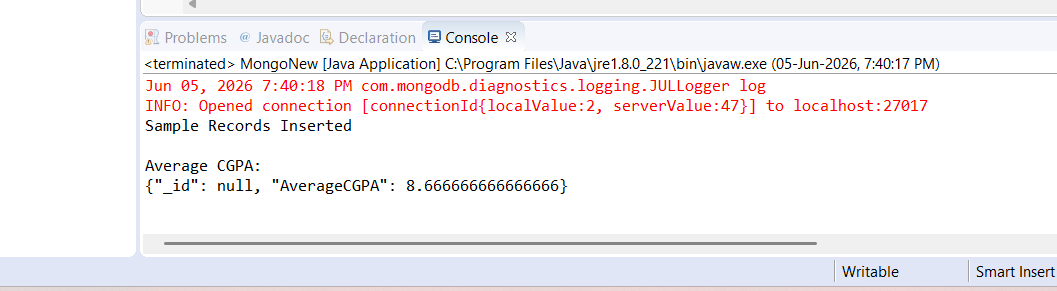 Problems @ Javadoc Declaration Console
<terminated> MongoNew [Java Application] C:\Program Files\Java\jre1.8.0_221\bin\javaw.exe (05-Jun-2026, 7:40:17 PM)
Jun 05, 2026 7:40:18 PM com.mongodb.diagnostics.logging.JULLogger log
INFO: Opened connection [connectionId{localValue:2, serverValue:47}] to localhost:27017
Sample Records Inserted
Average CGPA:
{"_id": null, "AverageCGPA": 8.666666666666666}
Writable Smart Insert